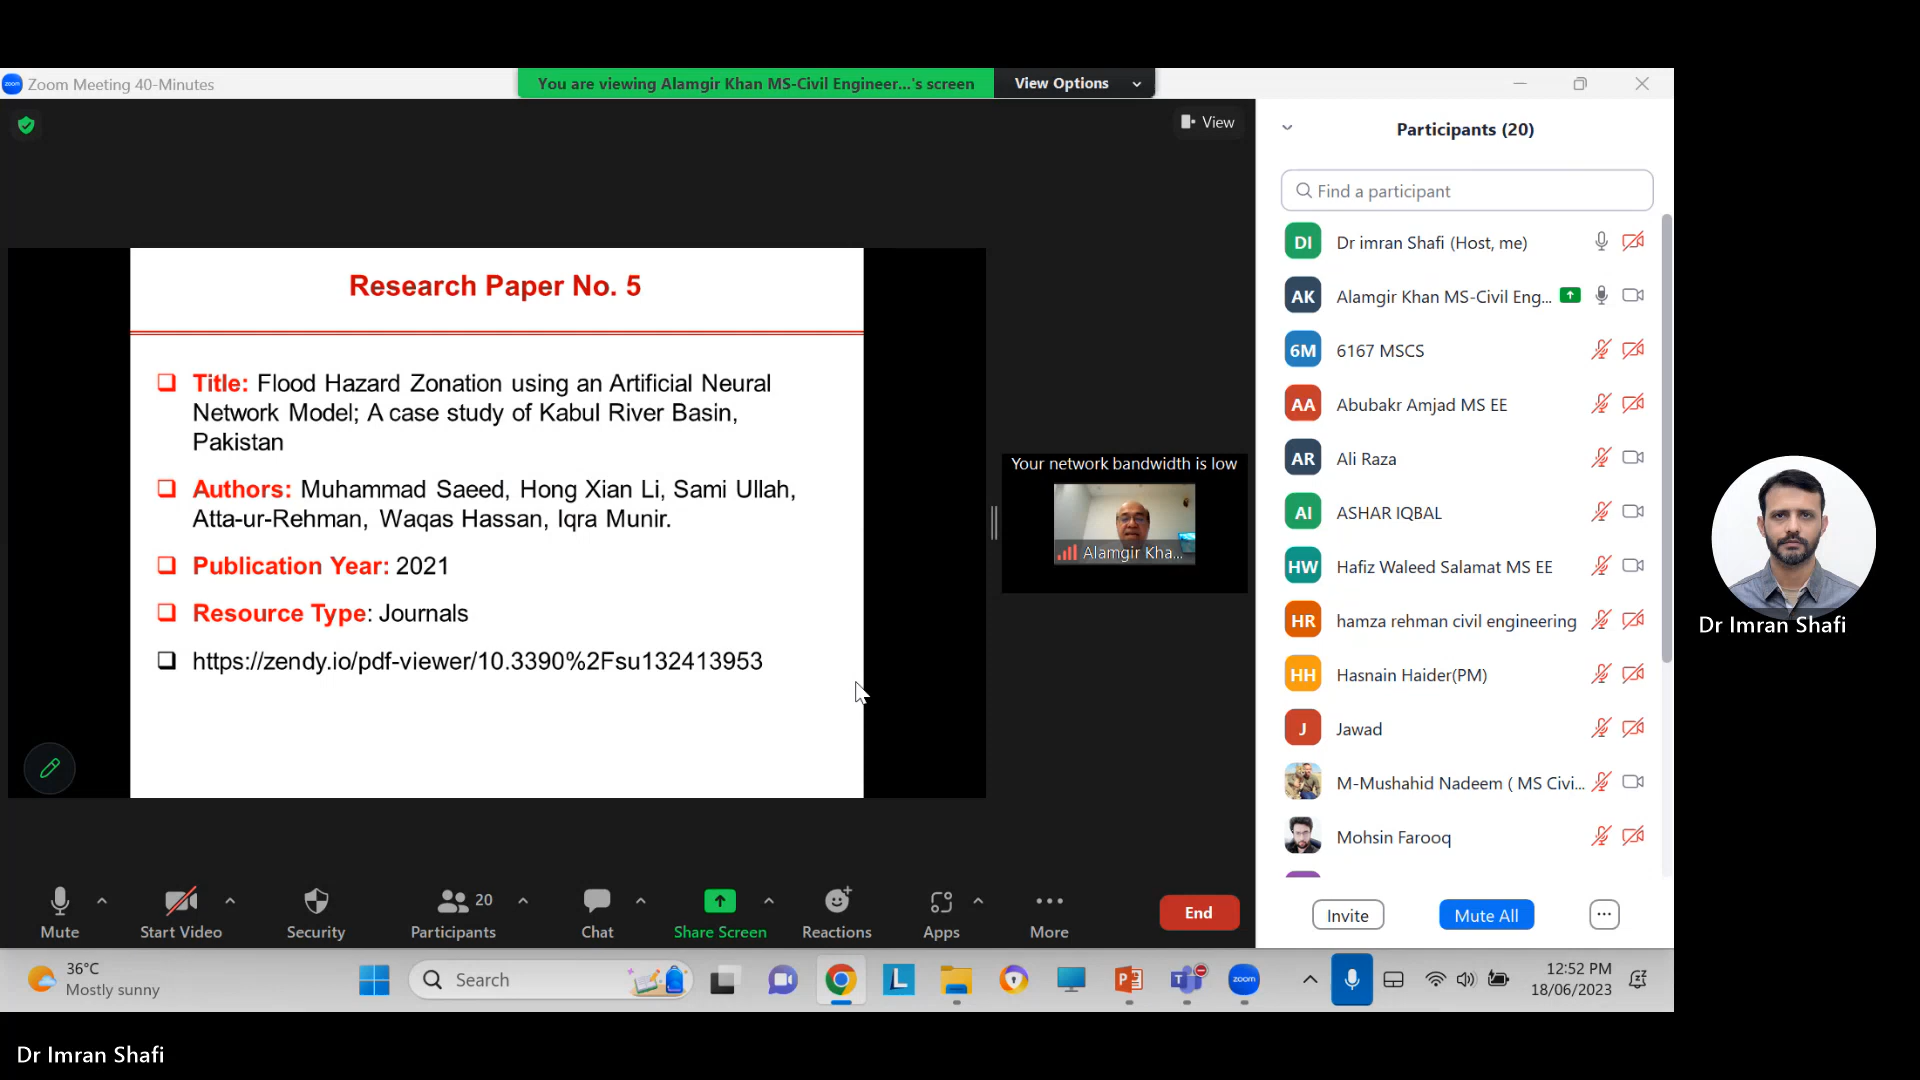 Zoom Meeting 40-Minutes
You are viewing Alamgir Khan MS-Civil Engineer...'s screen
View Options
View
Research Paper No. 5
Title: Flood Hazard Zonation using an Artificial Neural
Network Model; A case study of Kabul River Basin,
Pakistan
Authors: Muhammad Saeed, Hong Xian Li, Sami Ullah,
Atta-ur-Rehman, Waqas Hassan, Iqra Munir.
Publication Year: 2021
Resource Type: Journals
https://zendy.io/pdf-viewer/10.3390%2Fsu132413953
Your network bandwidth is low
Alamgir Kha...
Participants (20)
Find a participant
DI Dr imran Shafi (Host, me)
AK Alamgir Khan MS-Civil Eng...
6M 6167 MSCS
AA Abubakr Amjad MS EE
AR Ali Raza
AI ASHAR IQBAL
HW Hafiz Waleed Salamat MS EE
HR hamza rehman civil engineering
HH Hasnain Haider(PM)
J Jawad
M-Mushahid Nadeem ( MS Civi...
Mohsin Farooq
Invite
Mute All
Dr Imran Shafi
20
Mute
Start Video
Security
Participants
Chat
Share Screen
Reactions
Apps
More
End
36°C
Mostly sunny
Search
zoom
12:52 PM
18/06/2023
Dr Imran Shafi